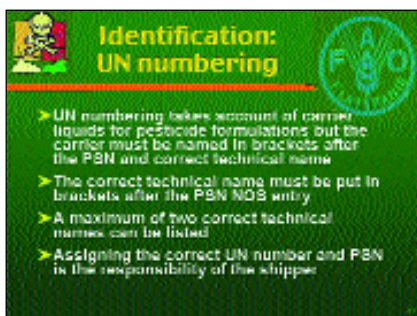 Identification:
UN numbering
F A O
➤UN numbering takes account of carrier
liquids for pesticide formulations but the
carrier must be named in brackets after
the PSN and correct technical name
➤The correct technical name must be put in
brackets after the PSN NOS entry
➤A maximum of two correct technical
names can be listed
➤Assigning the correct UN number and PSN
is the responsibility of the shipper